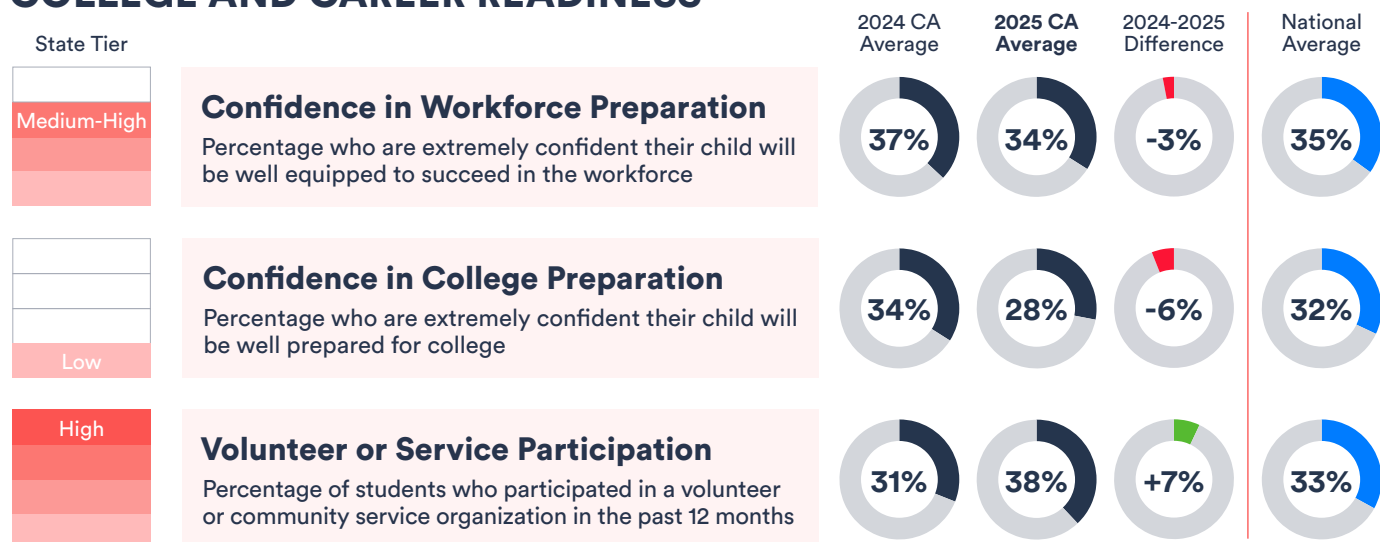 COLLEGE AND CAREER READINESS
State Tier
2024 CA
Average
2025 CA
Average
2024-2025
Difference
National
Average
Medium-High
Confidence in Workforce Preparation
Percentage who are extremely confident their child will
be well equipped to succeed in the workforce
37%
34%
-3%
35%
Confidence in College Preparation
Percentage who are extremely confident their child will
be well prepared for college
Low
34%
28%
-6%
32%
High
Volunteer or Service Participation
Percentage of students who participated in a volunteer
or community service organization in the past 12 months
31%
38%
+7%
33%